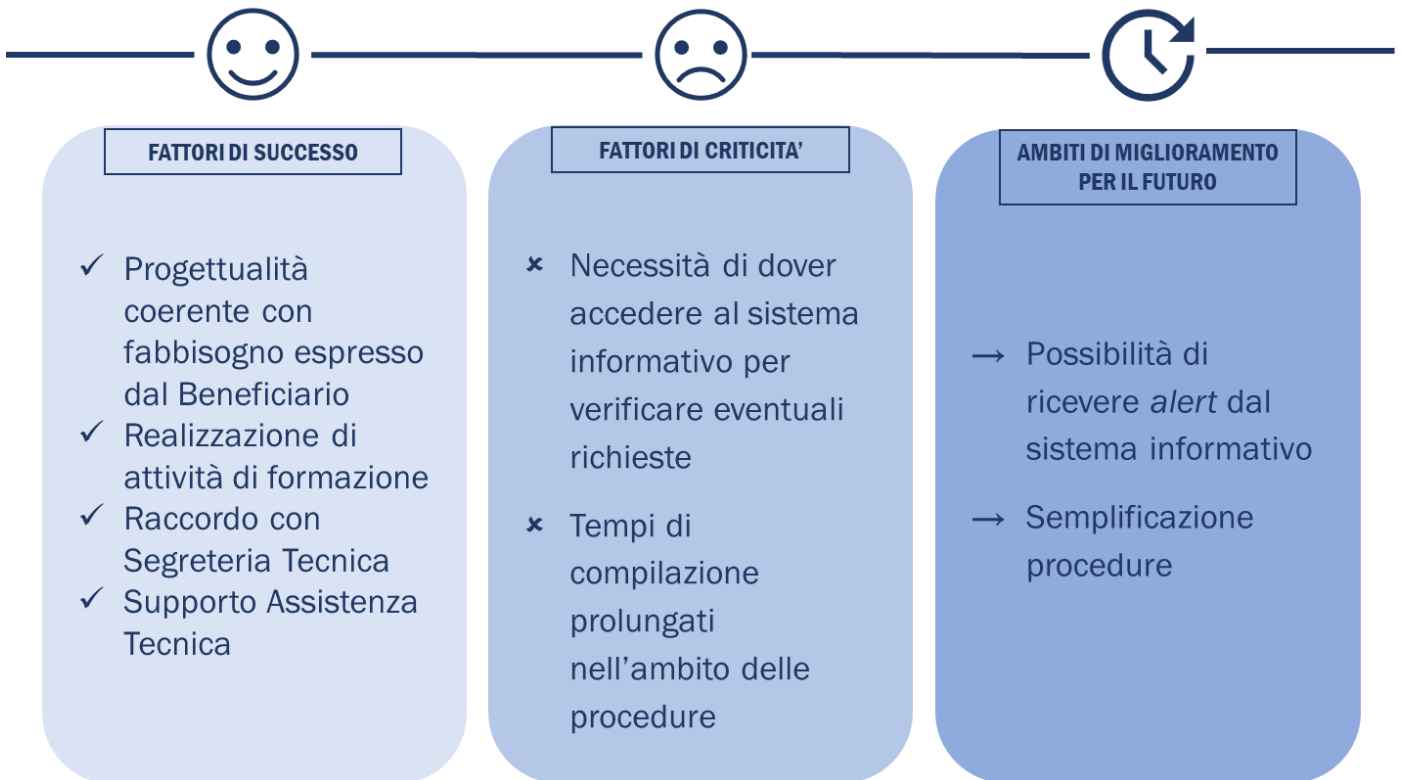 FATTORI DI SUCCESSO
✓ Progettualità
coerente con
fabbisogno espresso
dal Beneficiario
✓ Realizzazione di
attività di formazione
✓ Raccordo con
Segreteria Tecnica
✓ Supporto Assistenza
Tecnica
FATTORI DI CRITICITA’
× Necessità di dover
accedere al sistema
informativo per
verificare eventuali
richieste
× Tempi di
compilazione
prolungati
nell’ambito delle
procedure
AMBITI DI MIGLIORAMENTO
PER IL FUTURO
→ Possibilità di
ricevere alert dal
sistema informativo
→ Semplificazione
procedure